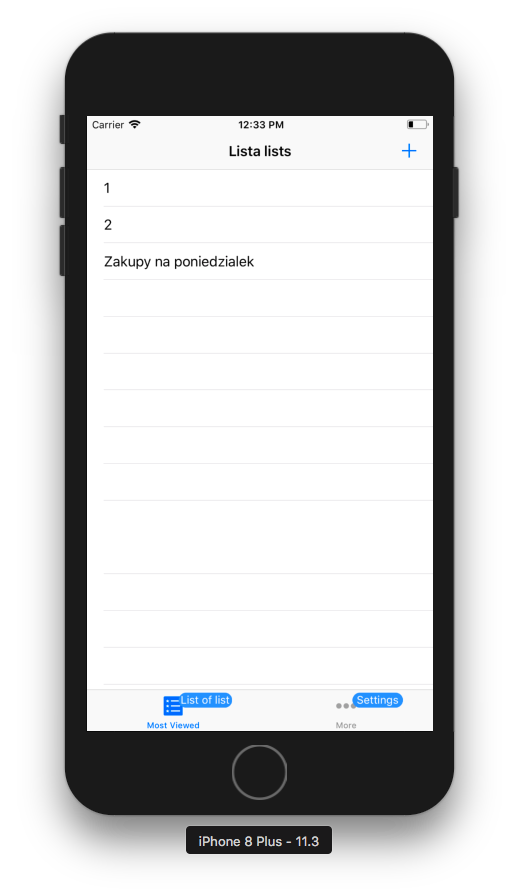 Carrier 12:33 PM
Lista lists +
1
2
Zakupy na poniedzialek
List of list Settings
Most Viewed More
iPhone 8 Plus - 11.3